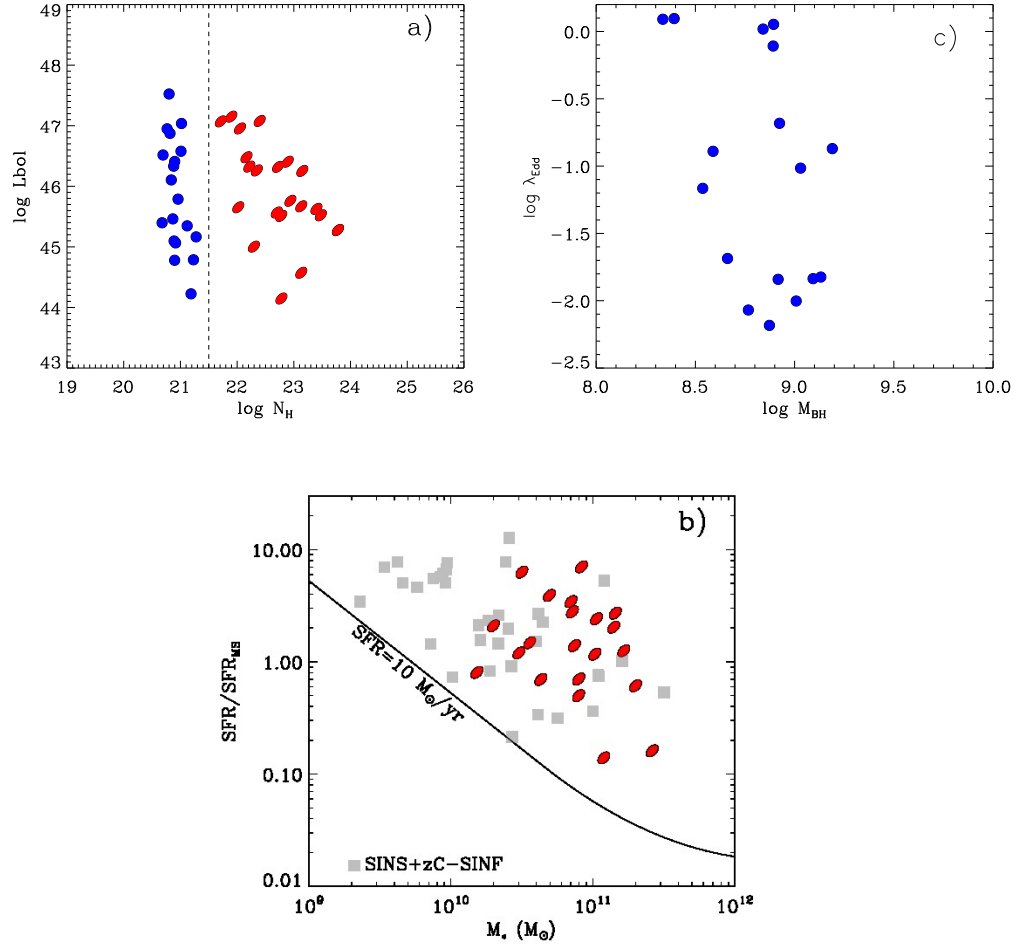 a)
49
48
47
46
45
44
43
log Lbol
19 20 21 22 23 24 25 26
log N_H
c)
0.0
−0.5
−1.0
−1.5
−2.0
−2.5
log λ_Edd
8.0 8.5 9.0 9.5 10.0
log M_BH
b)
10.00
1.00
0.10
0.01
SFR/SFR_MS
SFR=10 M_⊙/yr
SINS+zC−SINF
10^9 10^10 10^11 10^12
M_* (M_⊙)